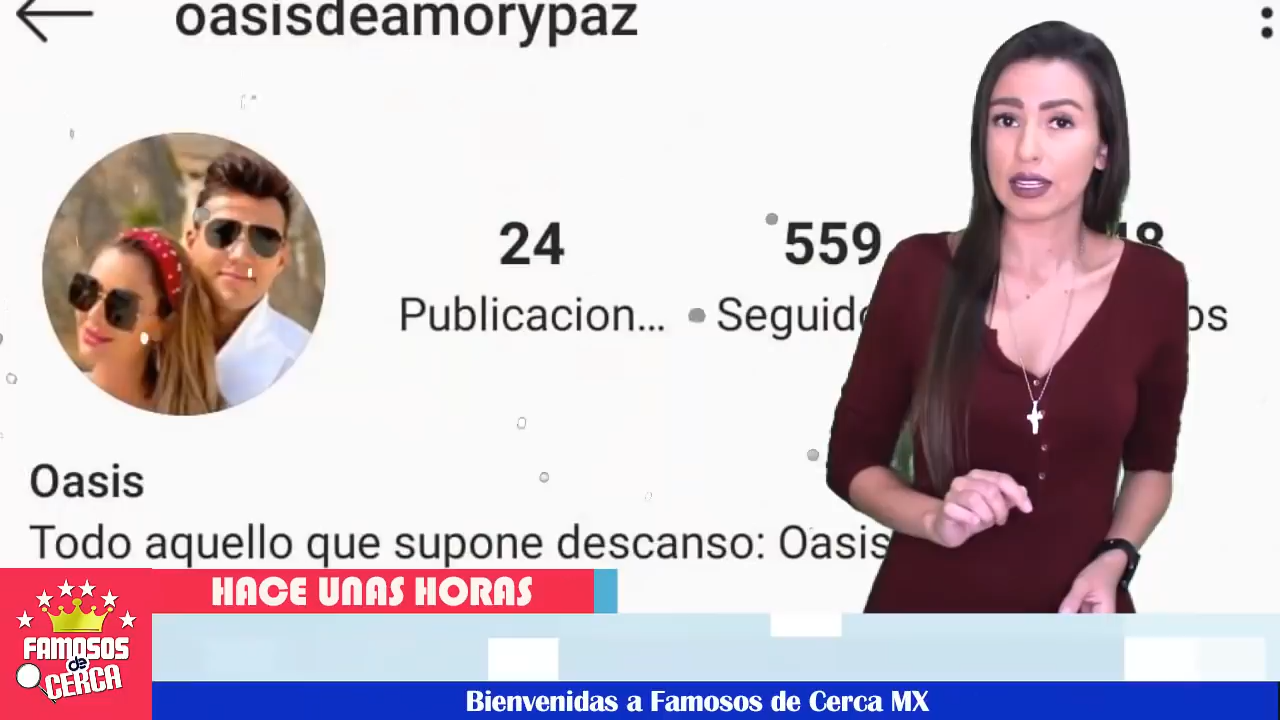 oasisdeamorypaz
24
559
Publicacion...
Oasis
Todo aquello que supone descanso: Oasis
HACE UNAS HORAS
FAMOSOS
de
CERCA
Bienvenidas a Famosos de Cerca MX